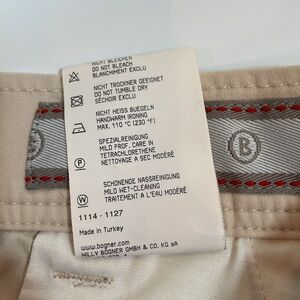 NICHT BLEICHEN
DO NOT BLEACH
BLANCHIMENT EXCLU
NICHT TROCKNER GEEIGNET
DO NOT TUMBLE DRY
SÉCHOIR EXCLU
NICHT HEISS BUEGELN
HANDWARM IRONING
MAX. 110 °C (230 °F)
SPEZIALREINIGUNG
MILD PROF. CARE IN
TETRACHLORETHENE
NETTOYAGE A SEC MODÉRÉ
P
SCHONENDE NASSREINIGUNG
MILD WET-CLEANING
TRAITEMENT A L'EAU MODÉRÉ
W
1114 - 1127
Made in Turkey
www.bogner.com
WILLY BOGNER GMBH & CO. KG aA
B